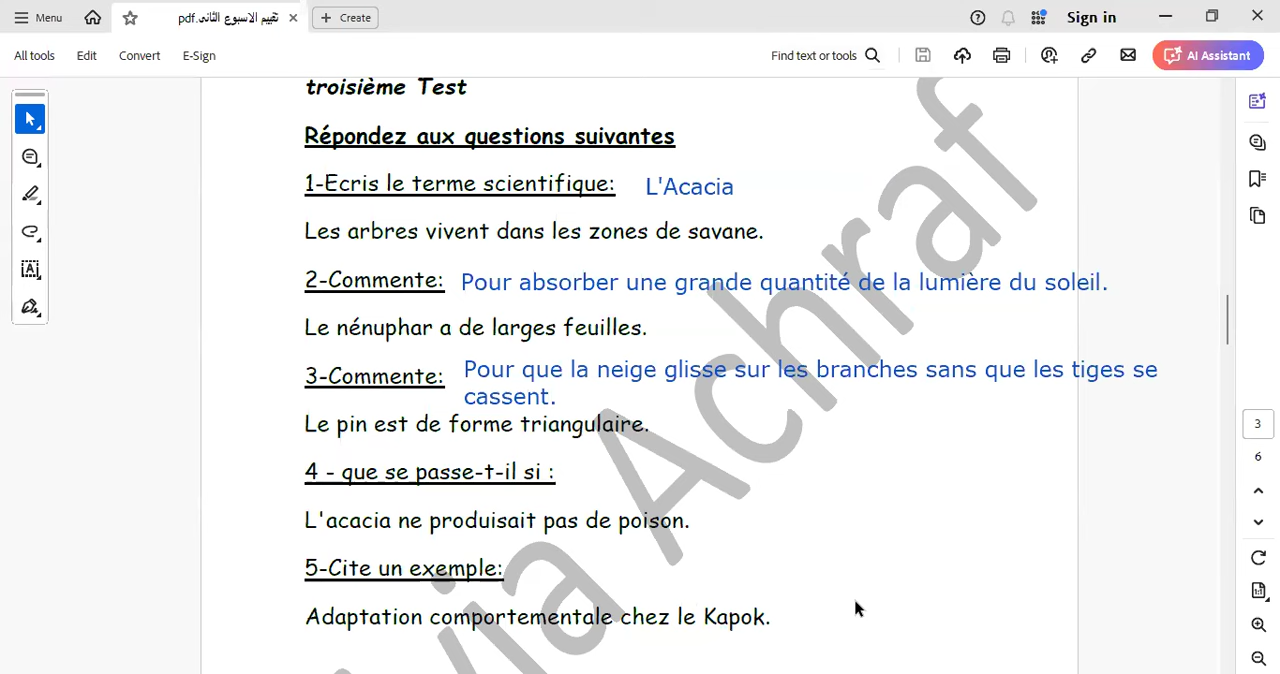 Menu
تقييم الاسبوع الثانى.pdf
Create
Sign in
All tools
Edit
Convert
E-Sign
Find text or tools
AI Assistant
troisième Test
Répondez aux questions suivantes
1-Ecris le terme scientifique: L'Acacia
Les arbres vivent dans les zones de savane.
2-Commente: Pour absorber une grande quantité de la lumière du soleil.
Le nénuphar a de larges feuilles.
3-Commente: Pour que la neige glisse sur les branches sans que les tiges se
cassent.
Le pin est de forme triangulaire.
4 - que se passe-t-il si :
L'acacia ne produisait pas de poison.
5-Cite un exemple:
Adaptation comportementale chez le Kapok.
via Achraf
3
6